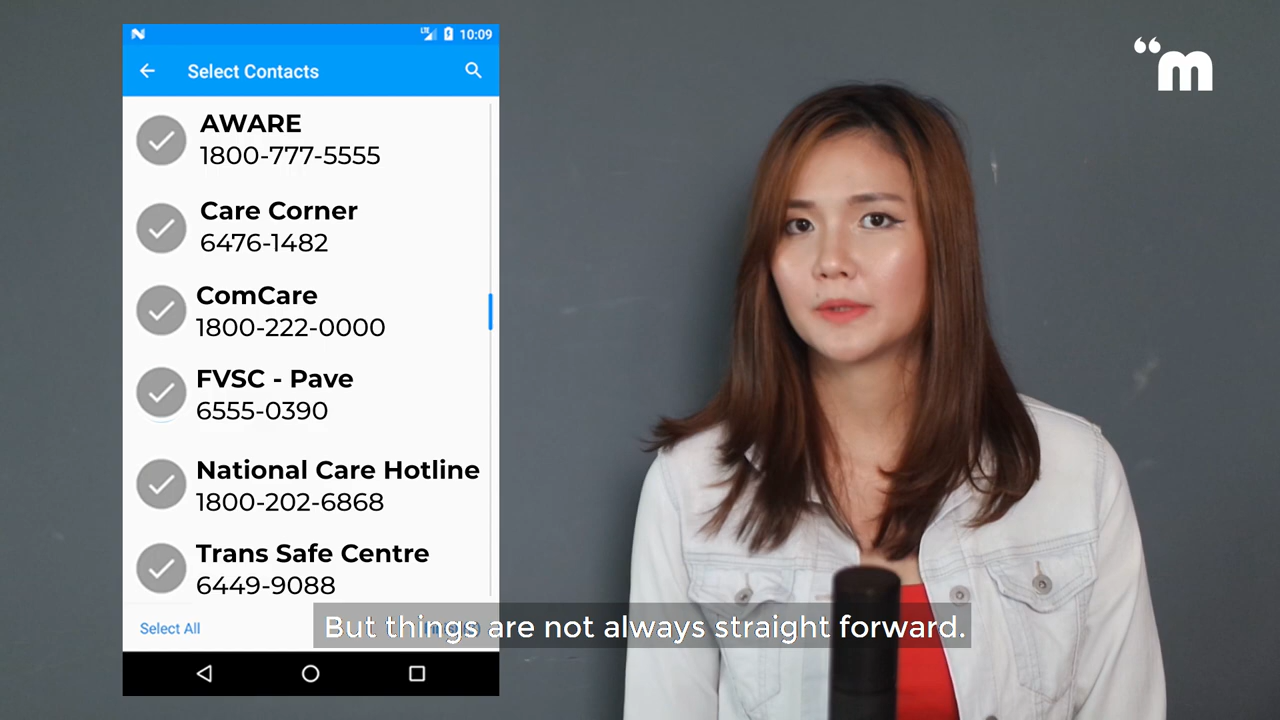 10:09
Select Contacts
AWARE
1800-777-5555
Care Corner
6476-1482
ComCare
1800-222-0000
FVSC - Pave
6555-0390
National Care Hotline
1800-202-6868
Trans Safe Centre
6449-9088
Select All
But things are not always straight forward.
“m